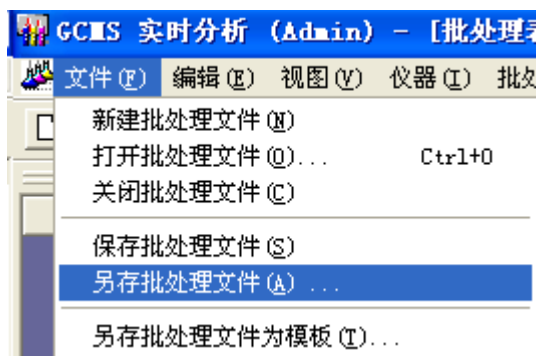 GCMS 实时分析 (Admin) - [批处理表
文件(F) 编辑(E) 视图(V) 仪器(I) 批处
新建批处理文件(N)
打开批处理文件(O)... Ctrl+O
关闭批处理文件(C)
保存批处理文件(S)
另存批处理文件(A) ...
另存批处理文件为模板(T)...